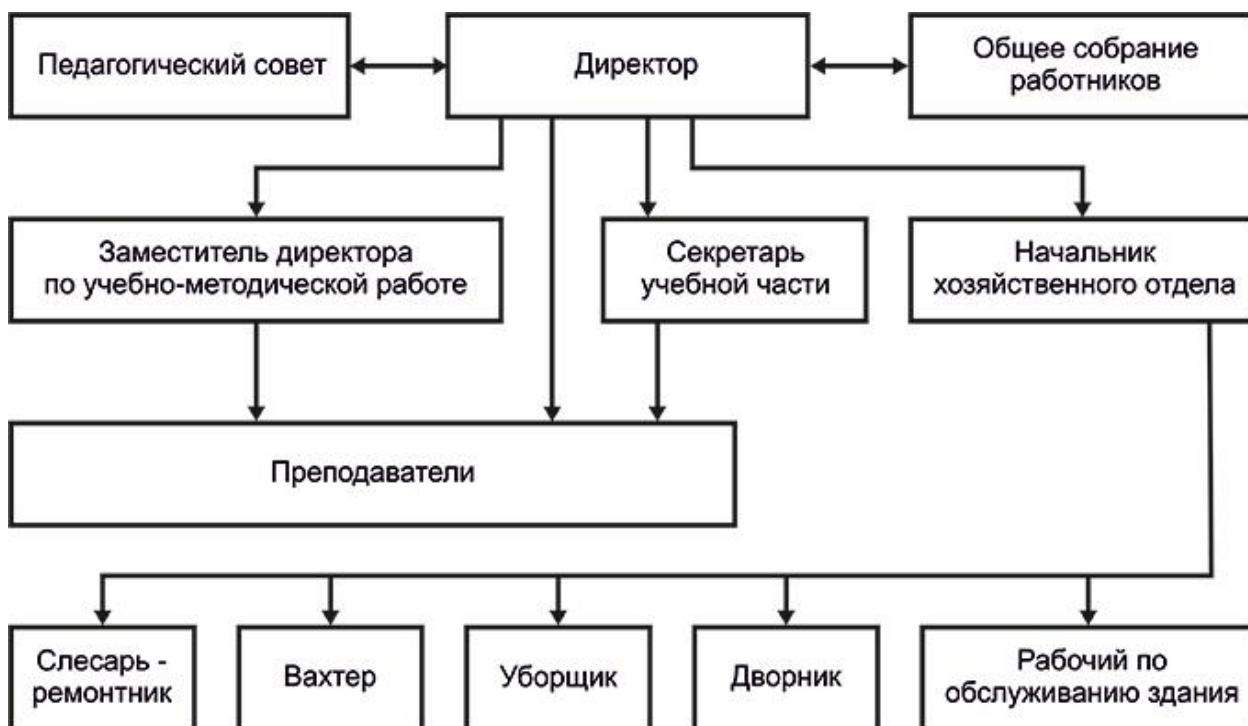 Педагогический совет
Директор
Общее собрание
работников
Заместитель директора
по учебно-методической работе
Секретарь
учебной части
Начальник
хозяйственного отдела
Преподаватели
Слесарь -
ремонтник
Вахтер
Уборщик
Дворник
Рабочий по
обслуживанию здания